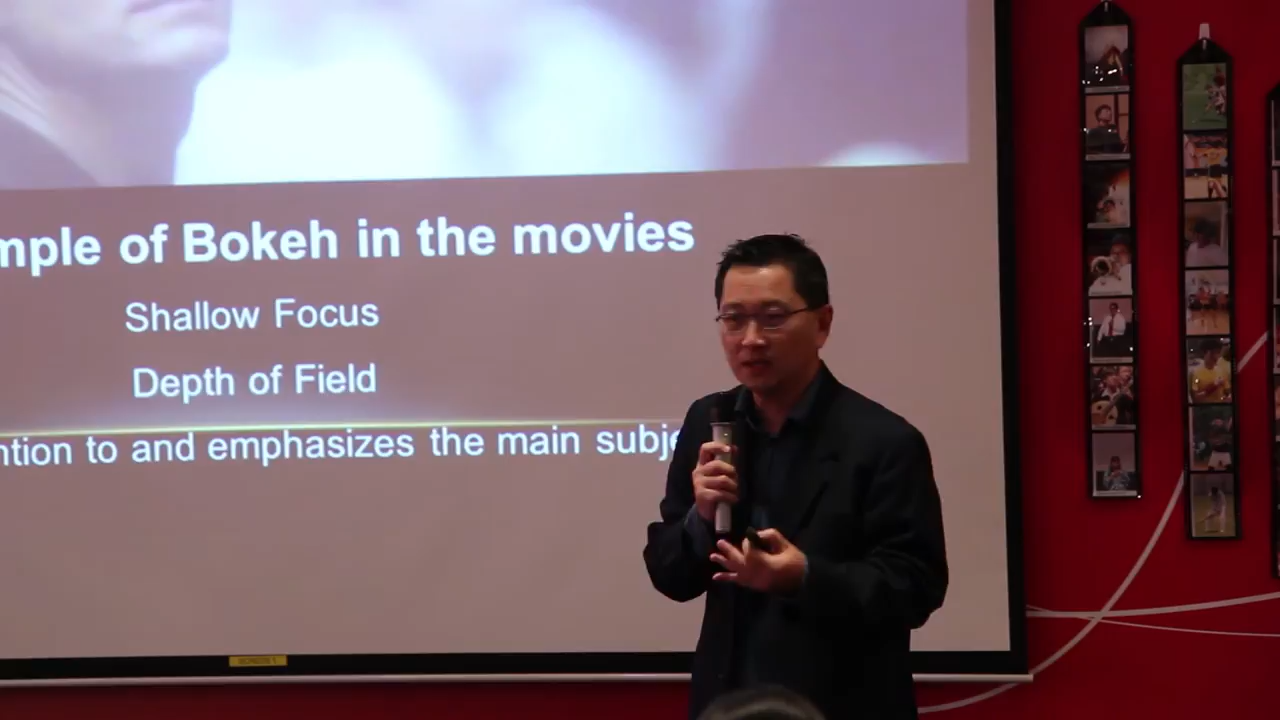 mple of Bokeh in the movies
Shallow Focus
Depth of Field
ntion to and emphasizes the main subje